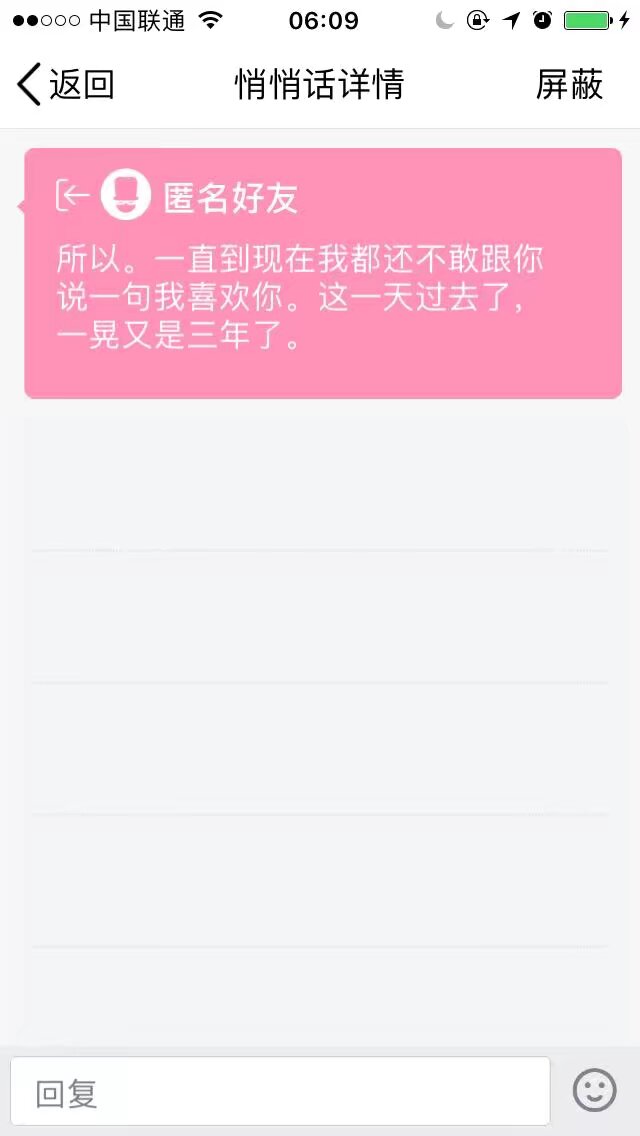 中国联通 06:09
返回 悄悄话详情 屏蔽
匿名好友
所以。一直到现在我都还不敢跟你
说一句我喜欢你。这一天过去了，
一晃又是三年了。
回复